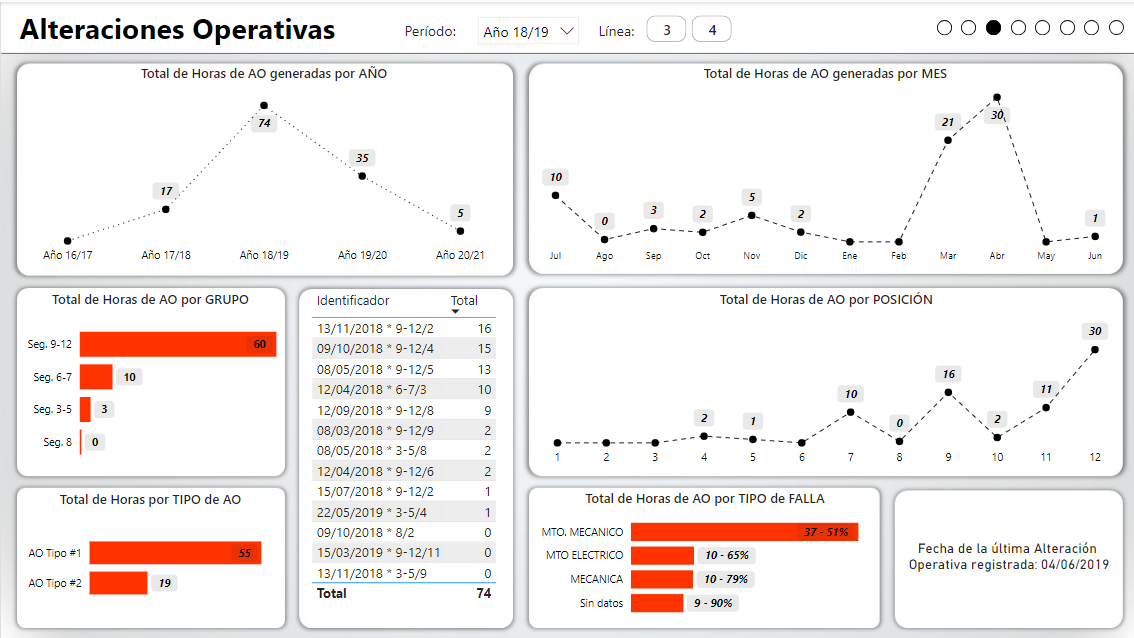 Alteraciones Operativas
Período:
Año 18/19
Línea:
3
4
Total de Horas de AO generadas por AÑO
74
35
17
5
Año 16/17
Año 17/18
Año 18/19
Año 19/20
Año 20/21
Total de Horas de AO generadas por MES
30
21
10
0
3
2
5
2
1
Jul
Ago
Sep
Oct
Nov
Dic
Ene
Feb
Mar
Abr
May
Jun
Total de Horas de AO por GRUPO
Seg. 9-12 60
Seg. 6-7 10
Seg. 3-5 3
Seg. 8 0
Identificador Total
13/11/2018 * 9-12/2 16
09/10/2018 * 9-12/4 15
08/05/2018 * 9-12/5 13
12/04/2018 * 6-7/3 10
12/09/2018 * 9-12/8 9
08/03/2018 * 9-12/9 2
08/05/2018 * 3-5/8 2
12/04/2018 * 9-12/6 2
15/07/2018 * 9-12/2 1
22/05/2019 * 3-5/4 1
09/10/2018 * 8/2 0
15/03/2019 * 9-12/11 0
13/11/2018 * 3-5/9 0
Total 74
Total de Horas de AO por POSICIÓN
30
16
10
11
2
1
0
2
1
2
3
4
5
6
7
8
9
10
11
12
Total de Horas por TIPO de AO
AO Tipo #1 55
AO Tipo #2 19
Total de Horas de AO por TIPO de FALLA
MTO. MECANICO 37 - 51%
MTO ELECTRICO 10 - 65%
MECANICA 10 - 79%
Sin datos 9 - 90%
Fecha de la última Alteración
Operativa registrada: 04/06/2019